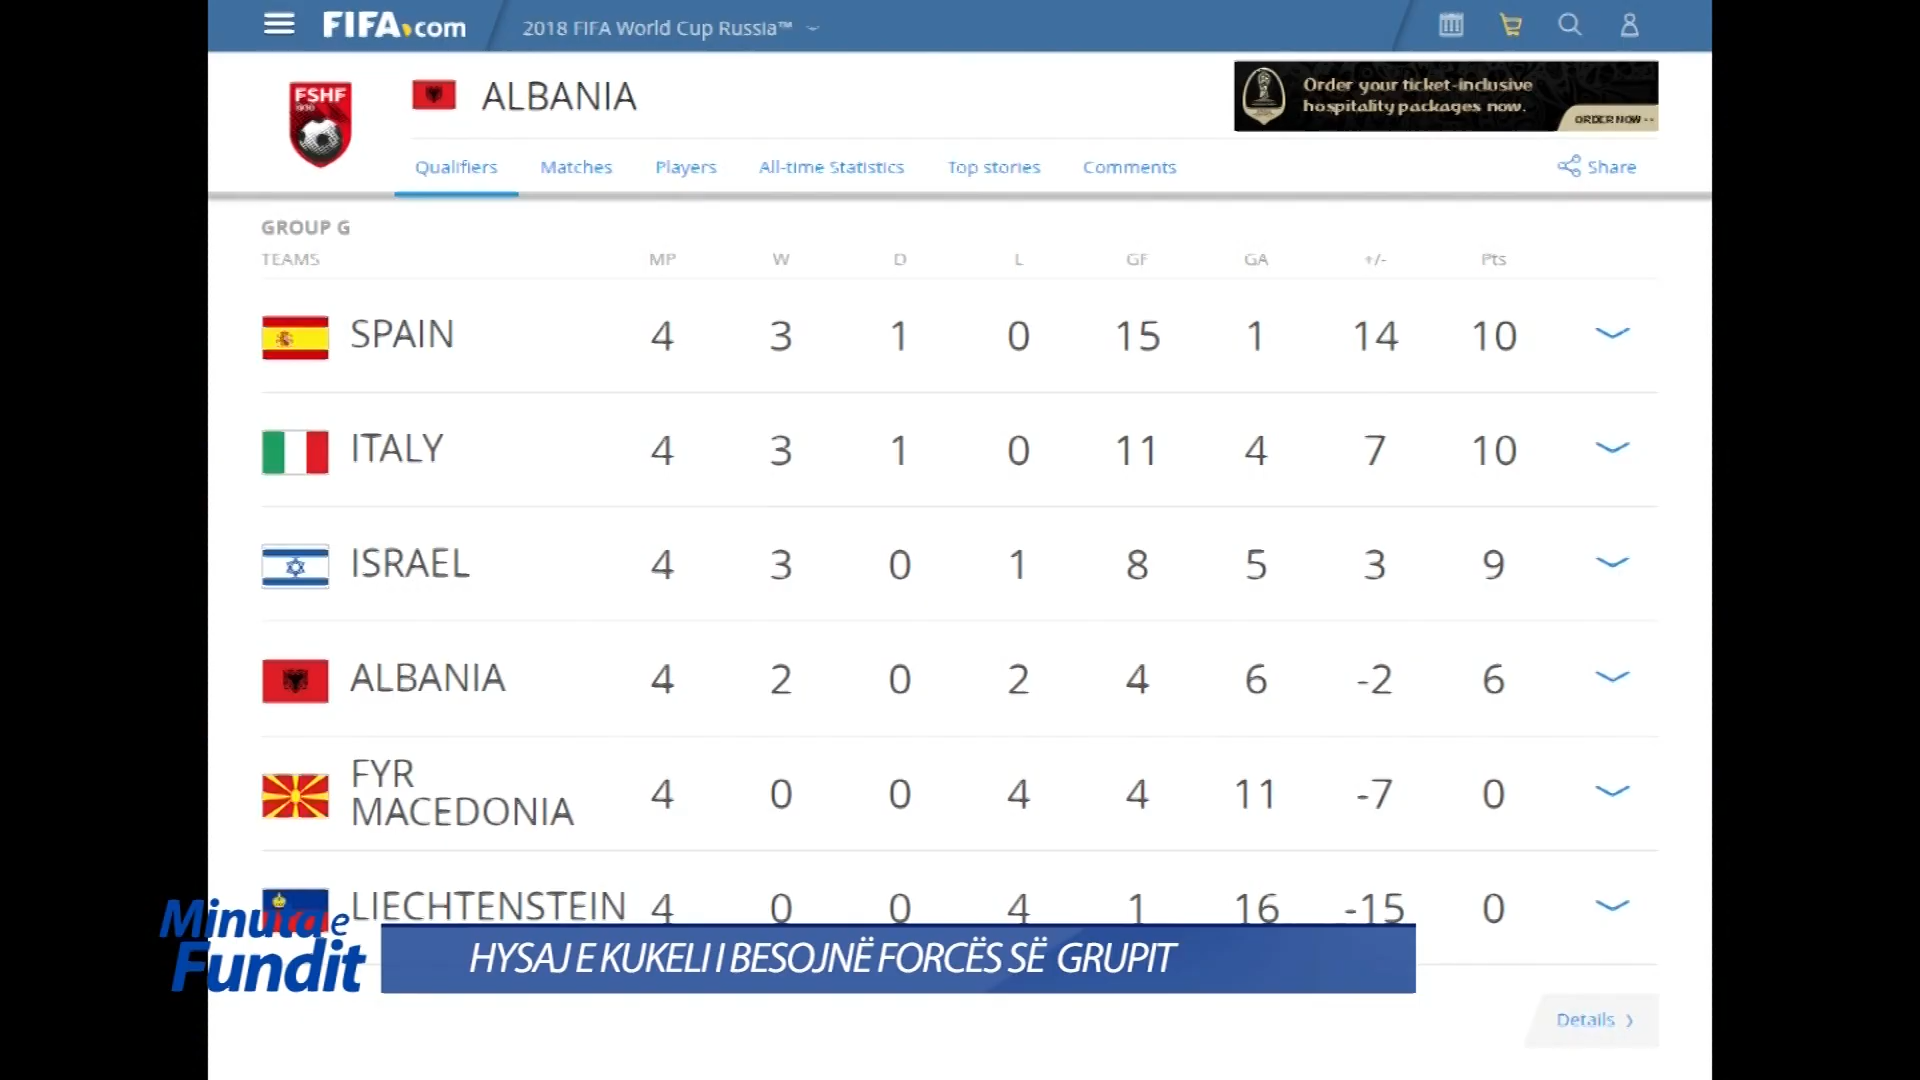 FIFA.com
2018 FIFA World Cup Russia™
FSHF
1930
ALBANIA
Order your ticket-inclusive
hospitality packages now.
ORDER NOW
Qualifiers Matches Players All-time Statistics Top stories Comments Share
GROUP G
TEAMS MP W D L GF GA +/- Pts
SPAIN 4 3 1 0 15 1 14 10
ITALY 4 3 1 0 11 4 7 10
ISRAEL 4 3 0 1 8 5 3 9
ALBANIA 4 2 0 2 4 6 -2 6
FYR
MACEDONIA 4 0 0 4 4 11 -7 0
LIECHTENSTEIN 4 0 0 4 1 16 -15 0
Minuta e
Fundit
HYSAJ E KUKELI I BESOJNË FORCËS SË GRUPIT
Details